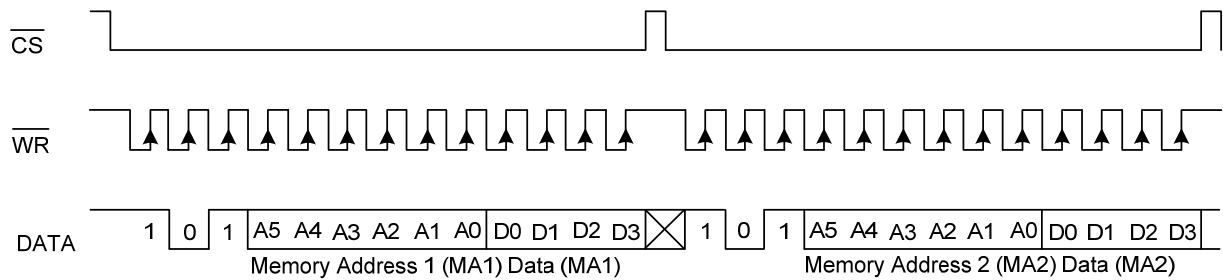 CS
WR
DATA 1 0 1 A5 A4 A3 A2 A1 A0 D0 D1 D2 D3 1 0 1 A5 A4 A3 A2 A1 A0 D0 D1 D2 D3
Memory Address 1 (MA1) Data (MA1) Memory Address 2 (MA2) Data (MA2)